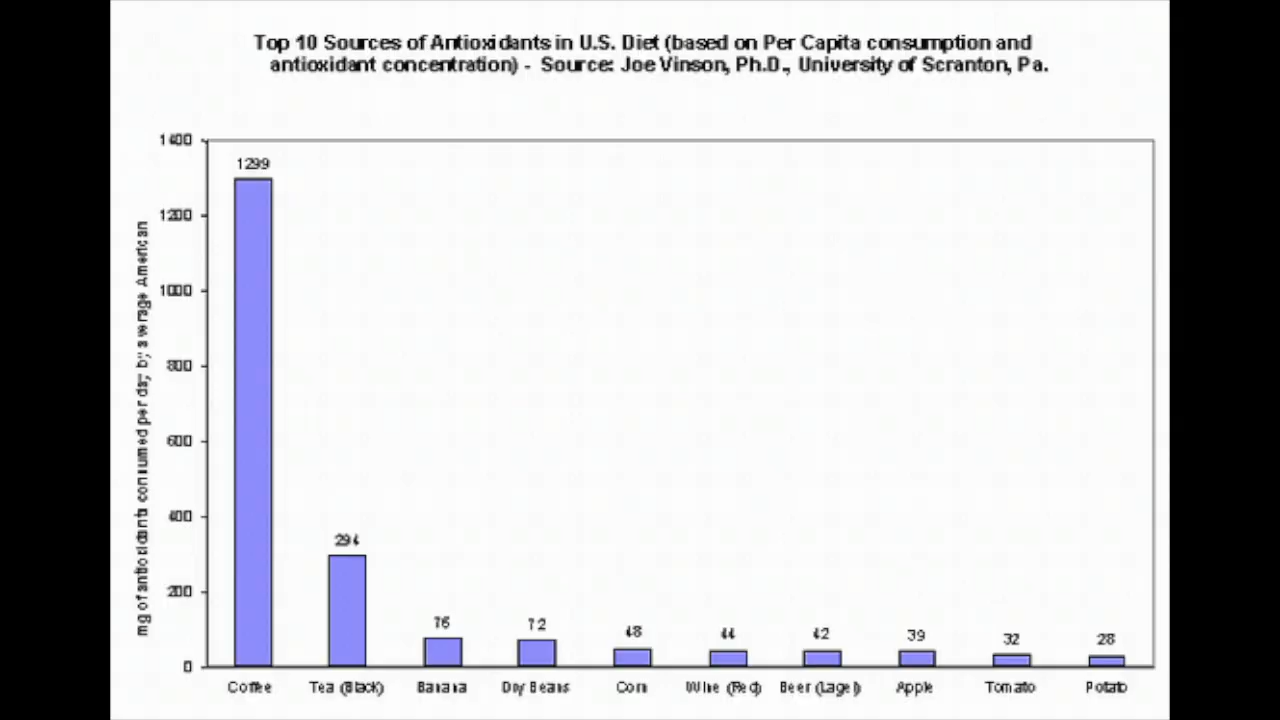 Top 10 Sources of Antioxidants in U.S. Diet (based on Per Capita consumption and
antioxidant concentration) - Source: Joe Vinson, Ph.D., University of Scranton, Pa.
mg of antioxidants consumed per day by average American
1400
1200
1000
800
600
400
200
0
1299
294
76
72
48
44
42
39
32
28
Coffee
Tea (Black)
Banana
Dry Beans
Corn
Wine (Red)
Beer (Lager)
Apple
Tomato
Potato